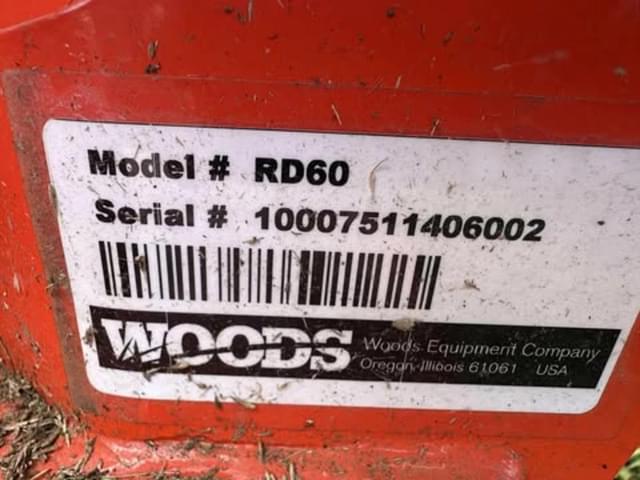 Model # RD60
Serial # 10007511406002
WOODS
Woods Equipment Company
Oregon, Illinois 61061 USA